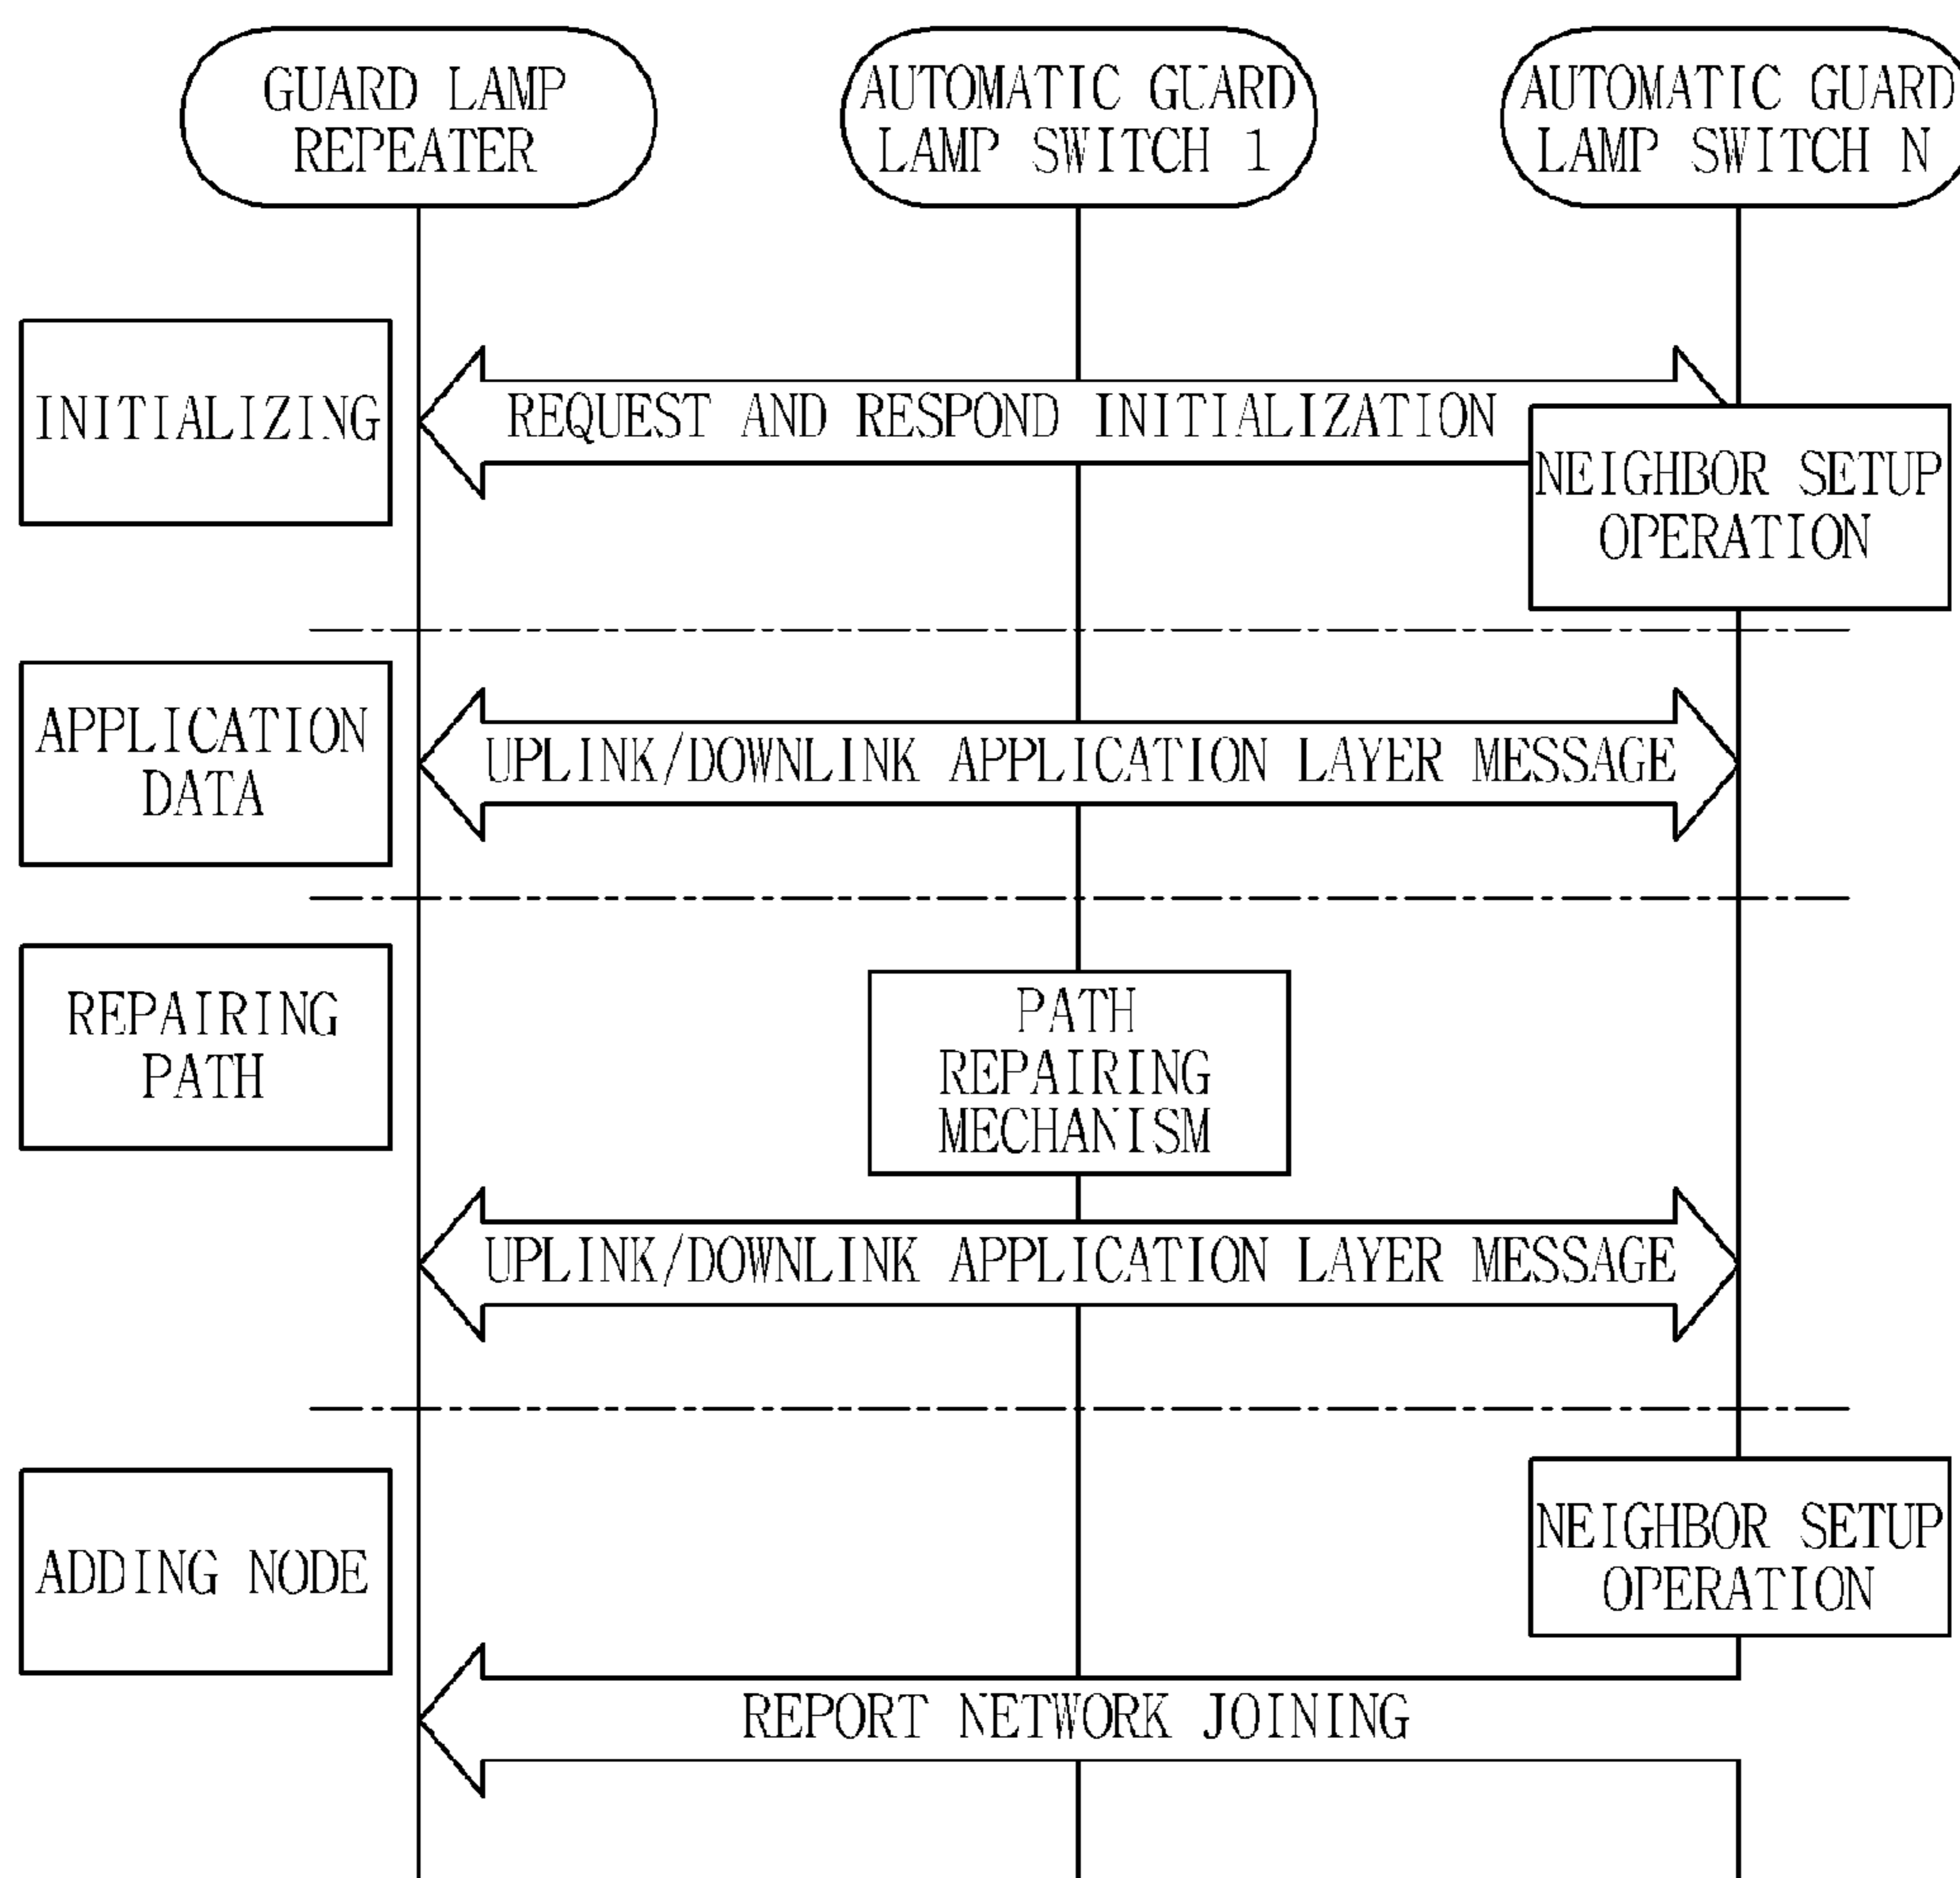 GUARD LAMP
REPEATER
AUTOMATIC GUARD
LAMP SWITCH 1
AUTOMATIC GUARD
LAMP SWITCH N
INITIALIZING
REQUEST AND RESPOND INITIALIZATION
NEIGHBOR SETUP
OPERATION
APPLICATION
DATA
UPLINK/DOWNLINK APPLICATION LAYER MESSAGE
REPAIRING
PATH
PATH
REPAIRING
MECHANISM
UPLINK/DOWNLINK APPLICATION LAYER MESSAGE
ADDING NODE
NEIGHBOR SETUP
OPERATION
REPORT NETWORK JOINING